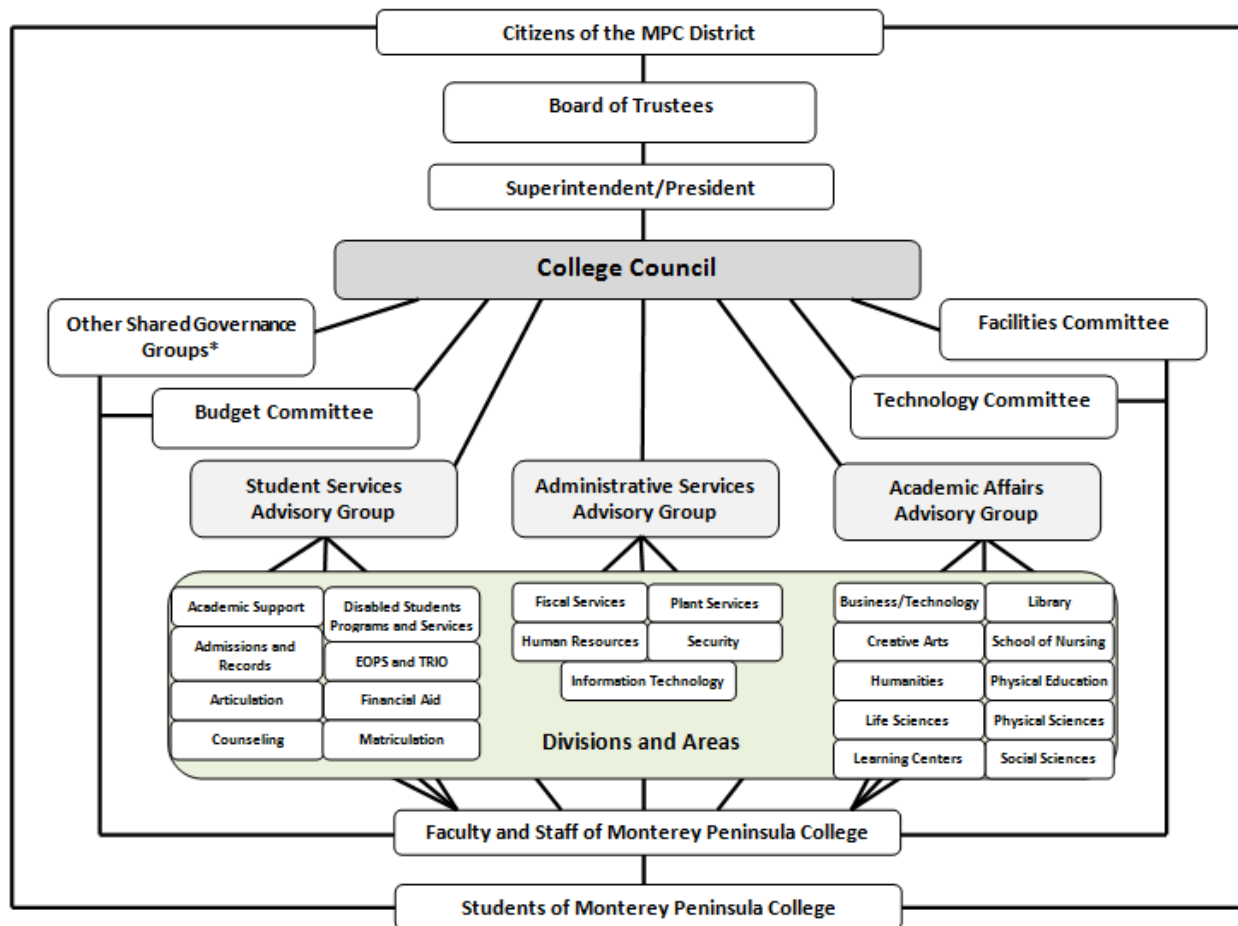 Citizens of the MPC District
Board of Trustees
Superintendent/President
College Council
Other Shared Governance
Groups*
Facilities Committee
Budget Committee
Technology Committee
Student Services
Advisory Group
Administrative Services
Advisory Group
Academic Affairs
Advisory Group
Academic Support
Disabled Students
Programs and Services
Admissions and
Records
EOPS and TRIO
Articulation
Financial Aid
Counseling
Matriculation
Fiscal Services
Plant Services
Human Resources
Security
Information Technology
Business/Technology
Library
Creative Arts
School of Nursing
Humanities
Physical Education
Life Sciences
Physical Sciences
Learning Centers
Social Sciences
Divisions and Areas
Faculty and Staff of Monterey Peninsula College
Students of Monterey Peninsula College